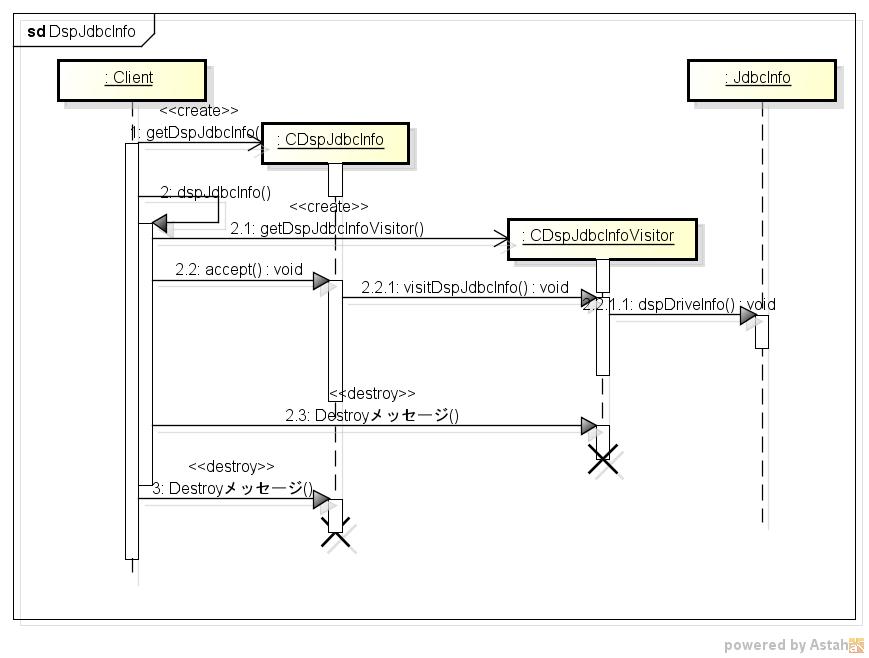 sd DspJdbcInfo
: Client
: JdbcInfo
<<create>>
1: getDspJdbcInfo(
: CDspJdbcInfo
2: dspJdbcInfo()
<<create>>
2.1: getDspJdbcInfoVisitor()
: CDspJdbcInfoVisitor
2.2: accept() : void
2.2.1: visitDspJdbcInfo() : void
2.2.1.1: dspDriveInfo() : void
<<destroy>>
2.3: Destroyメッセージ()
<<destroy>>
3: Destroyメッセージ()
powered by Astah